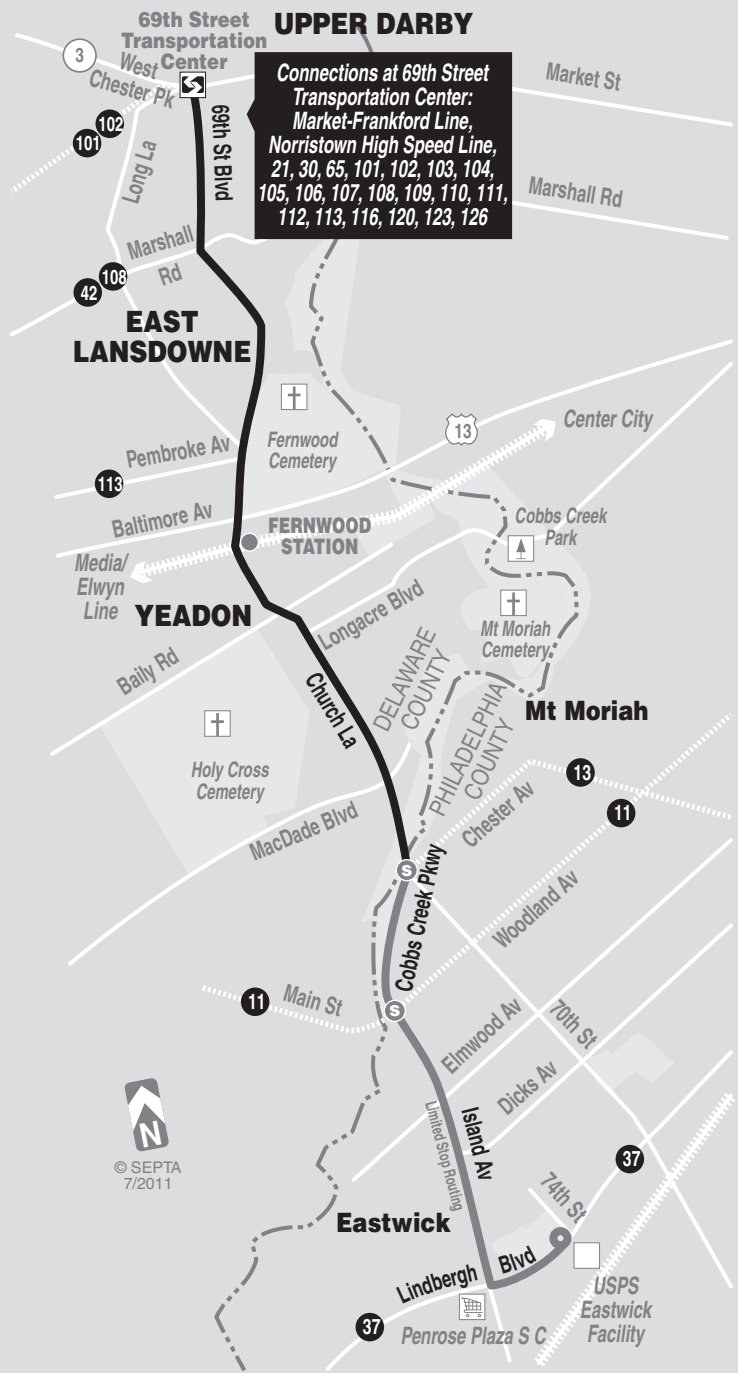 69th Street
Transportation
Center
UPPER DARBY
3
West
Chester Pk
Connections at 69th Street
Transportation Center:
Market-Frankford Line,
Norristown High Speed Line,
21, 30, 65, 101, 102, 103, 104,
105, 106, 107, 108, 109, 110, 111,
112, 113, 116, 120, 123, 126
Market St
102
101
Long La
69th St Blvd
Marshall Rd
Marshall
Rd
108
42
EAST
LANSDOWNE
Fernwood
Cemetery
13
Center City
Pembroke Av
113
Baltimore Av
FERNWOOD
STATION
Cobbs Creek
Park
Media/
Elwyn
Line
YEADON
Longacre Blvd
Mt Moriah
Cemetery
Baily Rd
Church La
DELAWARE
COUNTY
PHILADELPHIA
COUNTY
Mt Moriah
Holy Cross
Cemetery
MacDade Blvd
13
Chester Av
11
S
Cobbs Creek Pkwy
Woodland Av
11
Main St
S
Elmwood Av
70th St
Dicks Av
N
© SEPTA
7/2011
Limited Stop Routing
Island Av
37
74th St
Eastwick
Lindbergh
Blvd
USPS
Eastwick
Facility
37
Penrose Plaza S C